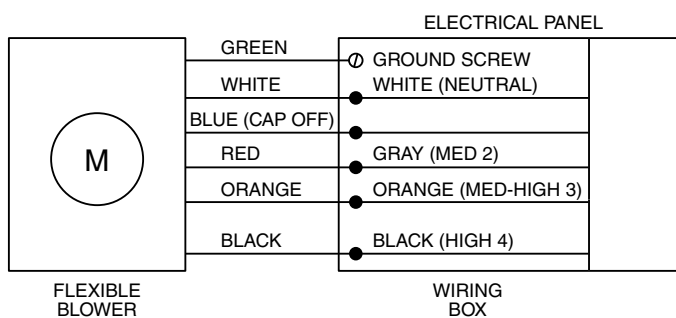 ELECTRICAL PANEL
GREEN
GROUND SCREW
WHITE
WHITE (NEUTRAL)
BLUE (CAP OFF)
RED
GRAY (MED 2)
ORANGE
ORANGE (MED-HIGH 3)
BLACK
BLACK (HIGH 4)
M
FLEXIBLE
BLOWER
WIRING
BOX